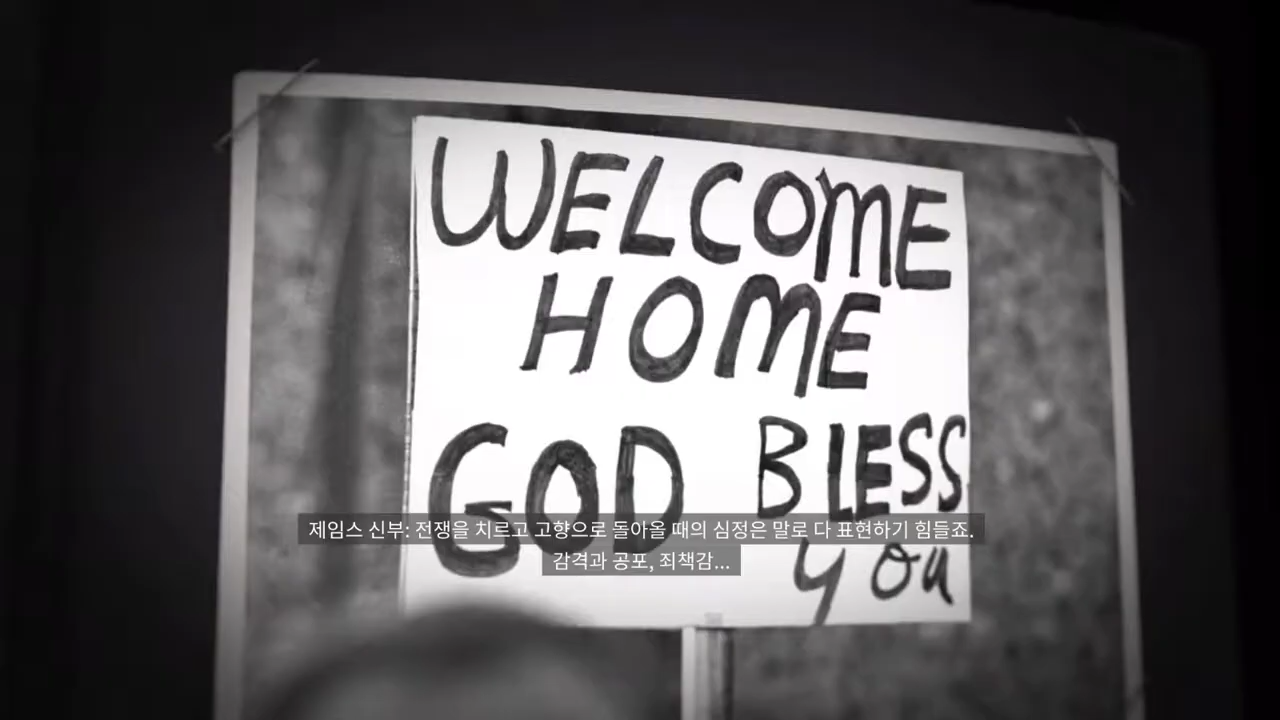 WELCOME
HOME
GOD BLESS
you
제임스 신부: 전쟁을 치르고 고향으로 돌아올 때의 심정은 말로 다 표현하기 힘들죠.
감격과 공포, 죄책감...